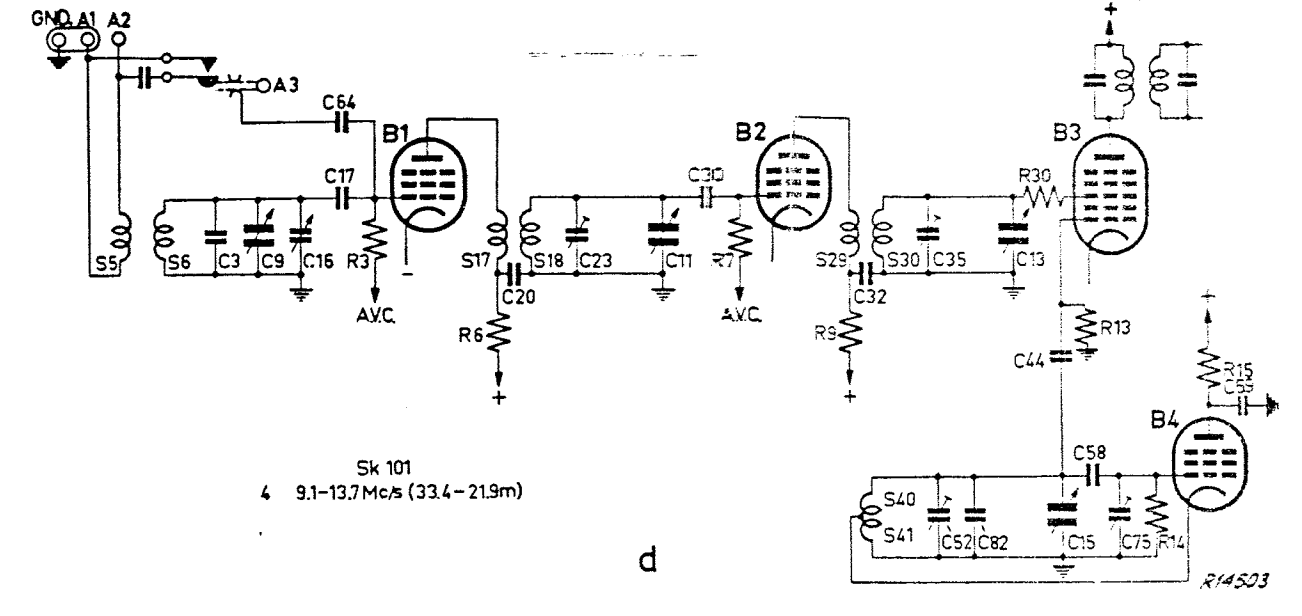 GND. A1 A2
A3
C64
B1
B2
B3
C17
C30
R30
S5 S6 C3 C9 C16 R3
S17 S18 C23 C11 R7
S29 S30 C35 C13
C20
C32
A.V.C.
A.V.C.
R6
R9
R13
C44
+
+
+
+
−
R15
C59
B4
C58
Sk 101
4 9.1-13.7 Mc/s (33.4-21.9m)
S40
S41
C52 C82 C15 C75 R14
d
R14503